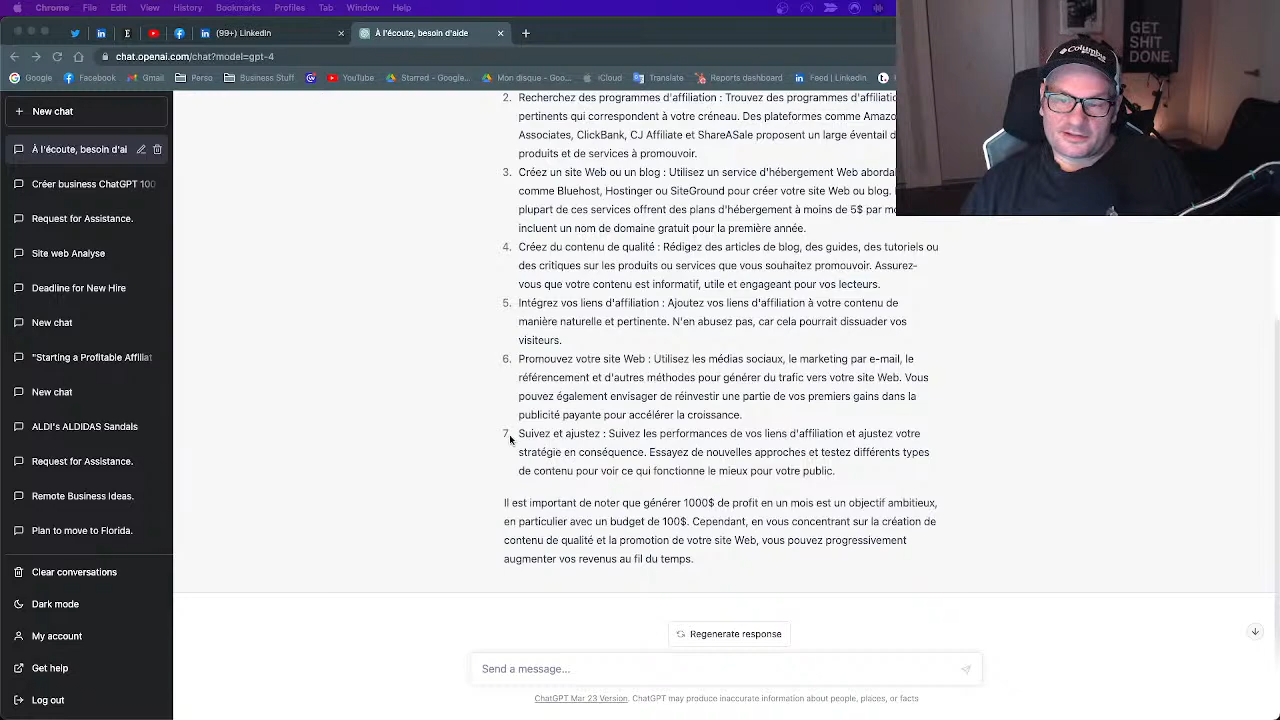 Chrome File Edit View History Bookmarks Profiles Tab Window Help
(99+) LinkedIn
À l'écoute, besoin d'aide
chat.openai.com/chat?model=gpt-4
Google Facebook Gmail Perso Business Stuff YouTube Starred - Google... Mon disque - Goo... iCloud Translate Reports dashboard Feed | LinkedIn
GET
SHIT
DONE.
Columbia
New chat
À l'écoute, besoin d'ai
Créer business ChatGPT 100
Request for Assistance.
Site web Analyse
Deadline for New Hire
New chat
"Starting a Profitable Affiliat
New chat
ALDI's ALDIDAS Sandals
Request for Assistance.
Remote Business Ideas.
Plan to move to Florida.
Clear conversations
Dark mode
My account
Get help
Log out
2. Recherchez des programmes d'affiliation : Trouvez des programmes d'affiliatio
pertinents qui correspondent à votre créneau. Des plateformes comme Amazo
Associates, ClickBank, CJ Affiliate et ShareASale proposent un large éventail d
produits et de services à promouvoir.
3. Créez un site Web ou un blog : Utilisez un service d'hébergement Web aborda
comme Bluehost, Hostinger ou SiteGround pour créer votre site Web ou blog.
plupart de ces services offrent des plans d'hébergement à moins de 5$ par mo
incluent un nom de domaine gratuit pour la première année.
4. Créez du contenu de qualité : Rédigez des articles de blog, des guides, des tutoriels ou
des critiques sur les produits ou services que vous souhaitez promouvoir. Assurez-
vous que votre contenu est informatif, utile et engageant pour vos lecteurs.
5. Intégrez vos liens d'affiliation : Ajoutez vos liens d'affiliation à votre contenu de
manière naturelle et pertinente. N'en abusez pas, car cela pourrait dissuader vos
visiteurs.
6. Promouvez votre site Web : Utilisez les médias sociaux, le marketing par e-mail, le
référencement et d'autres méthodes pour générer du trafic vers votre site Web. Vous
pouvez également envisager de réinvestir une partie de vos premiers gains dans la
publicité payante pour accélérer la croissance.
7. Suivez et ajustez : Suivez les performances de vos liens d'affiliation et ajustez votre
stratégie en conséquence. Essayez de nouvelles approches et testez différents types
de contenu pour voir ce qui fonctionne le mieux pour votre public.
Il est important de noter que générer 1000$ de profit en un mois est un objectif ambitieux,
en particulier avec un budget de 100$. Cependant, en vous concentrant sur la création de
contenu de qualité et la promotion de votre site Web, vous pouvez progressivement
augmenter vos revenus au fil du temps.
Regenerate response
Send a message...
ChatGPT Mar 23 Version. ChatGPT may produce inaccurate information about people, places, or facts